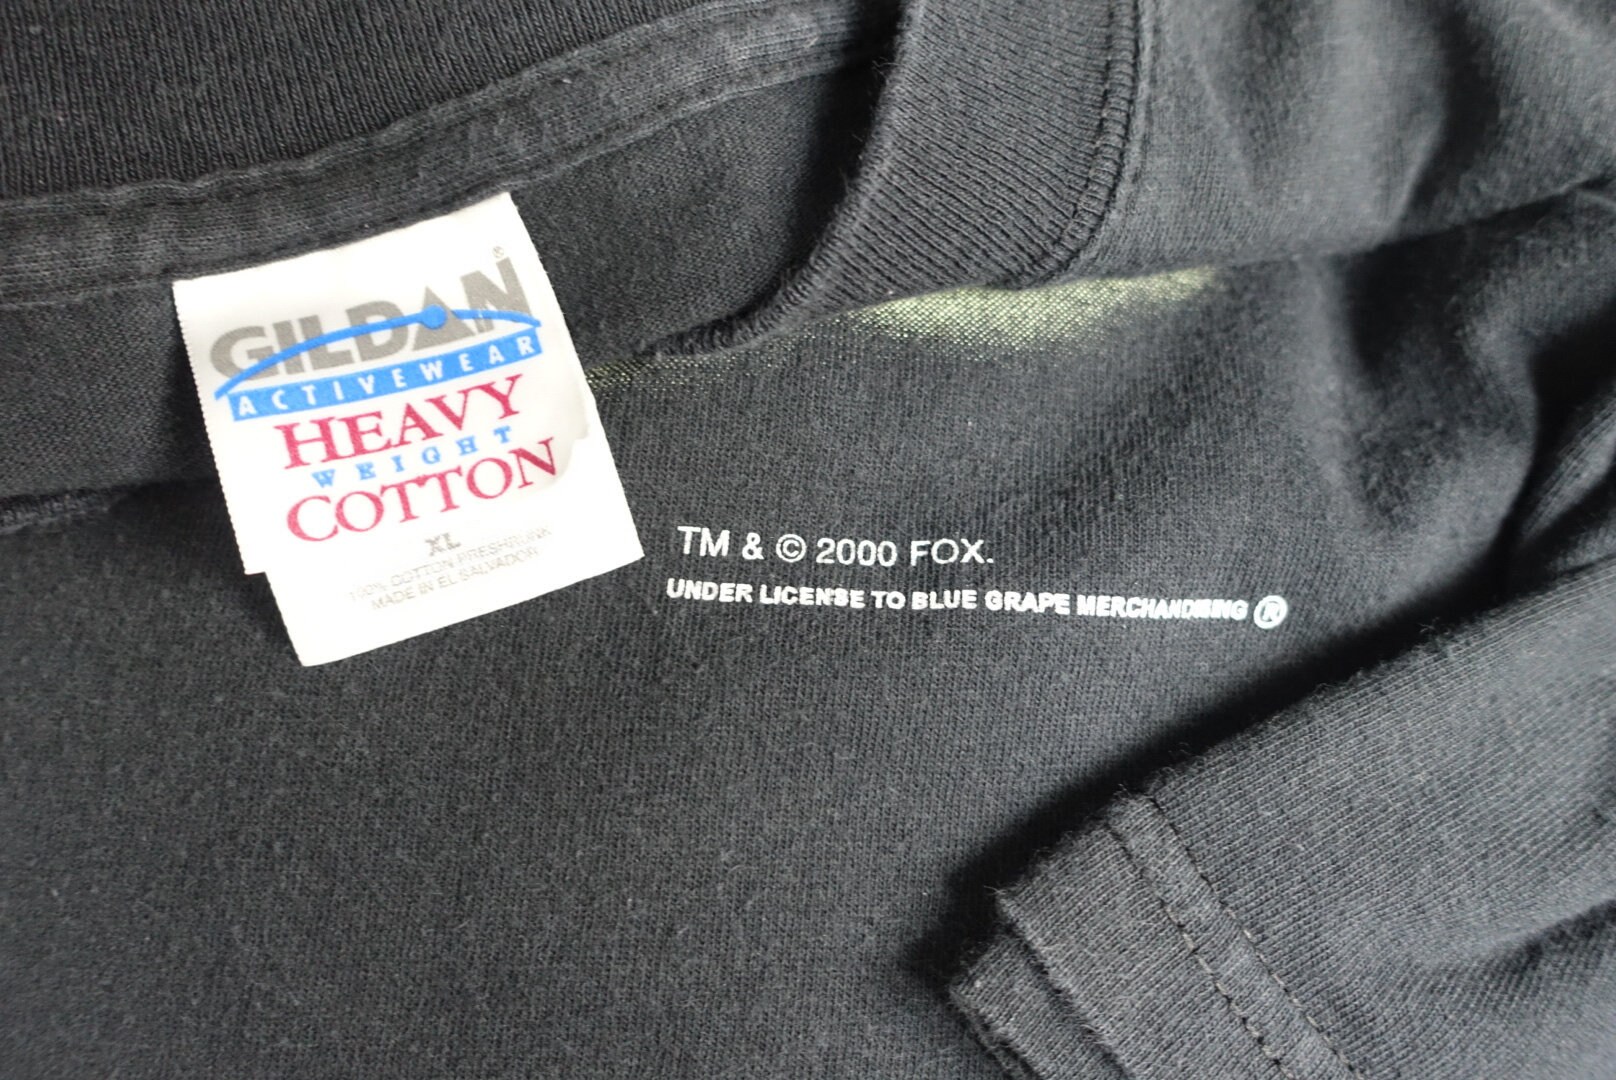 GILDAN®
ACTIVEWEAR
HEAVY
WEIGHT
COTTON
XL
100% COTTON PRESHRUNK
MADE IN EL SALVADOR
TM & © 2000 FOX.
UNDER LICENSE TO BLUE GRAPE MERCHANDISING ®